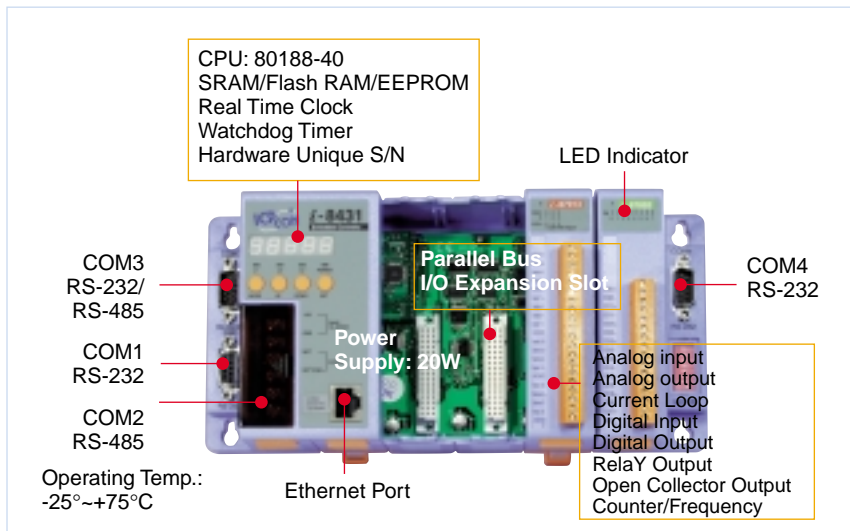 CPU: 80188-40
SRAM/Flash RAM/EEPROM
Real Time Clock
Watchdog Timer
Hardware Unique S/N
LED Indicator
i-8431
COM3
RS-232/
RS-485
COM1
RS-232
COM2
RS-485
Parallel Bus
I/O Expansion Slot
Power
Supply: 20W
COM4
RS-232
Analog input
Analog output
Current Loop
Digital Input
Digital Output
RelaY Output
Open Collector Output
Counter/Frequency
Operating Temp.:
-25°~+75°C
Ethernet Port